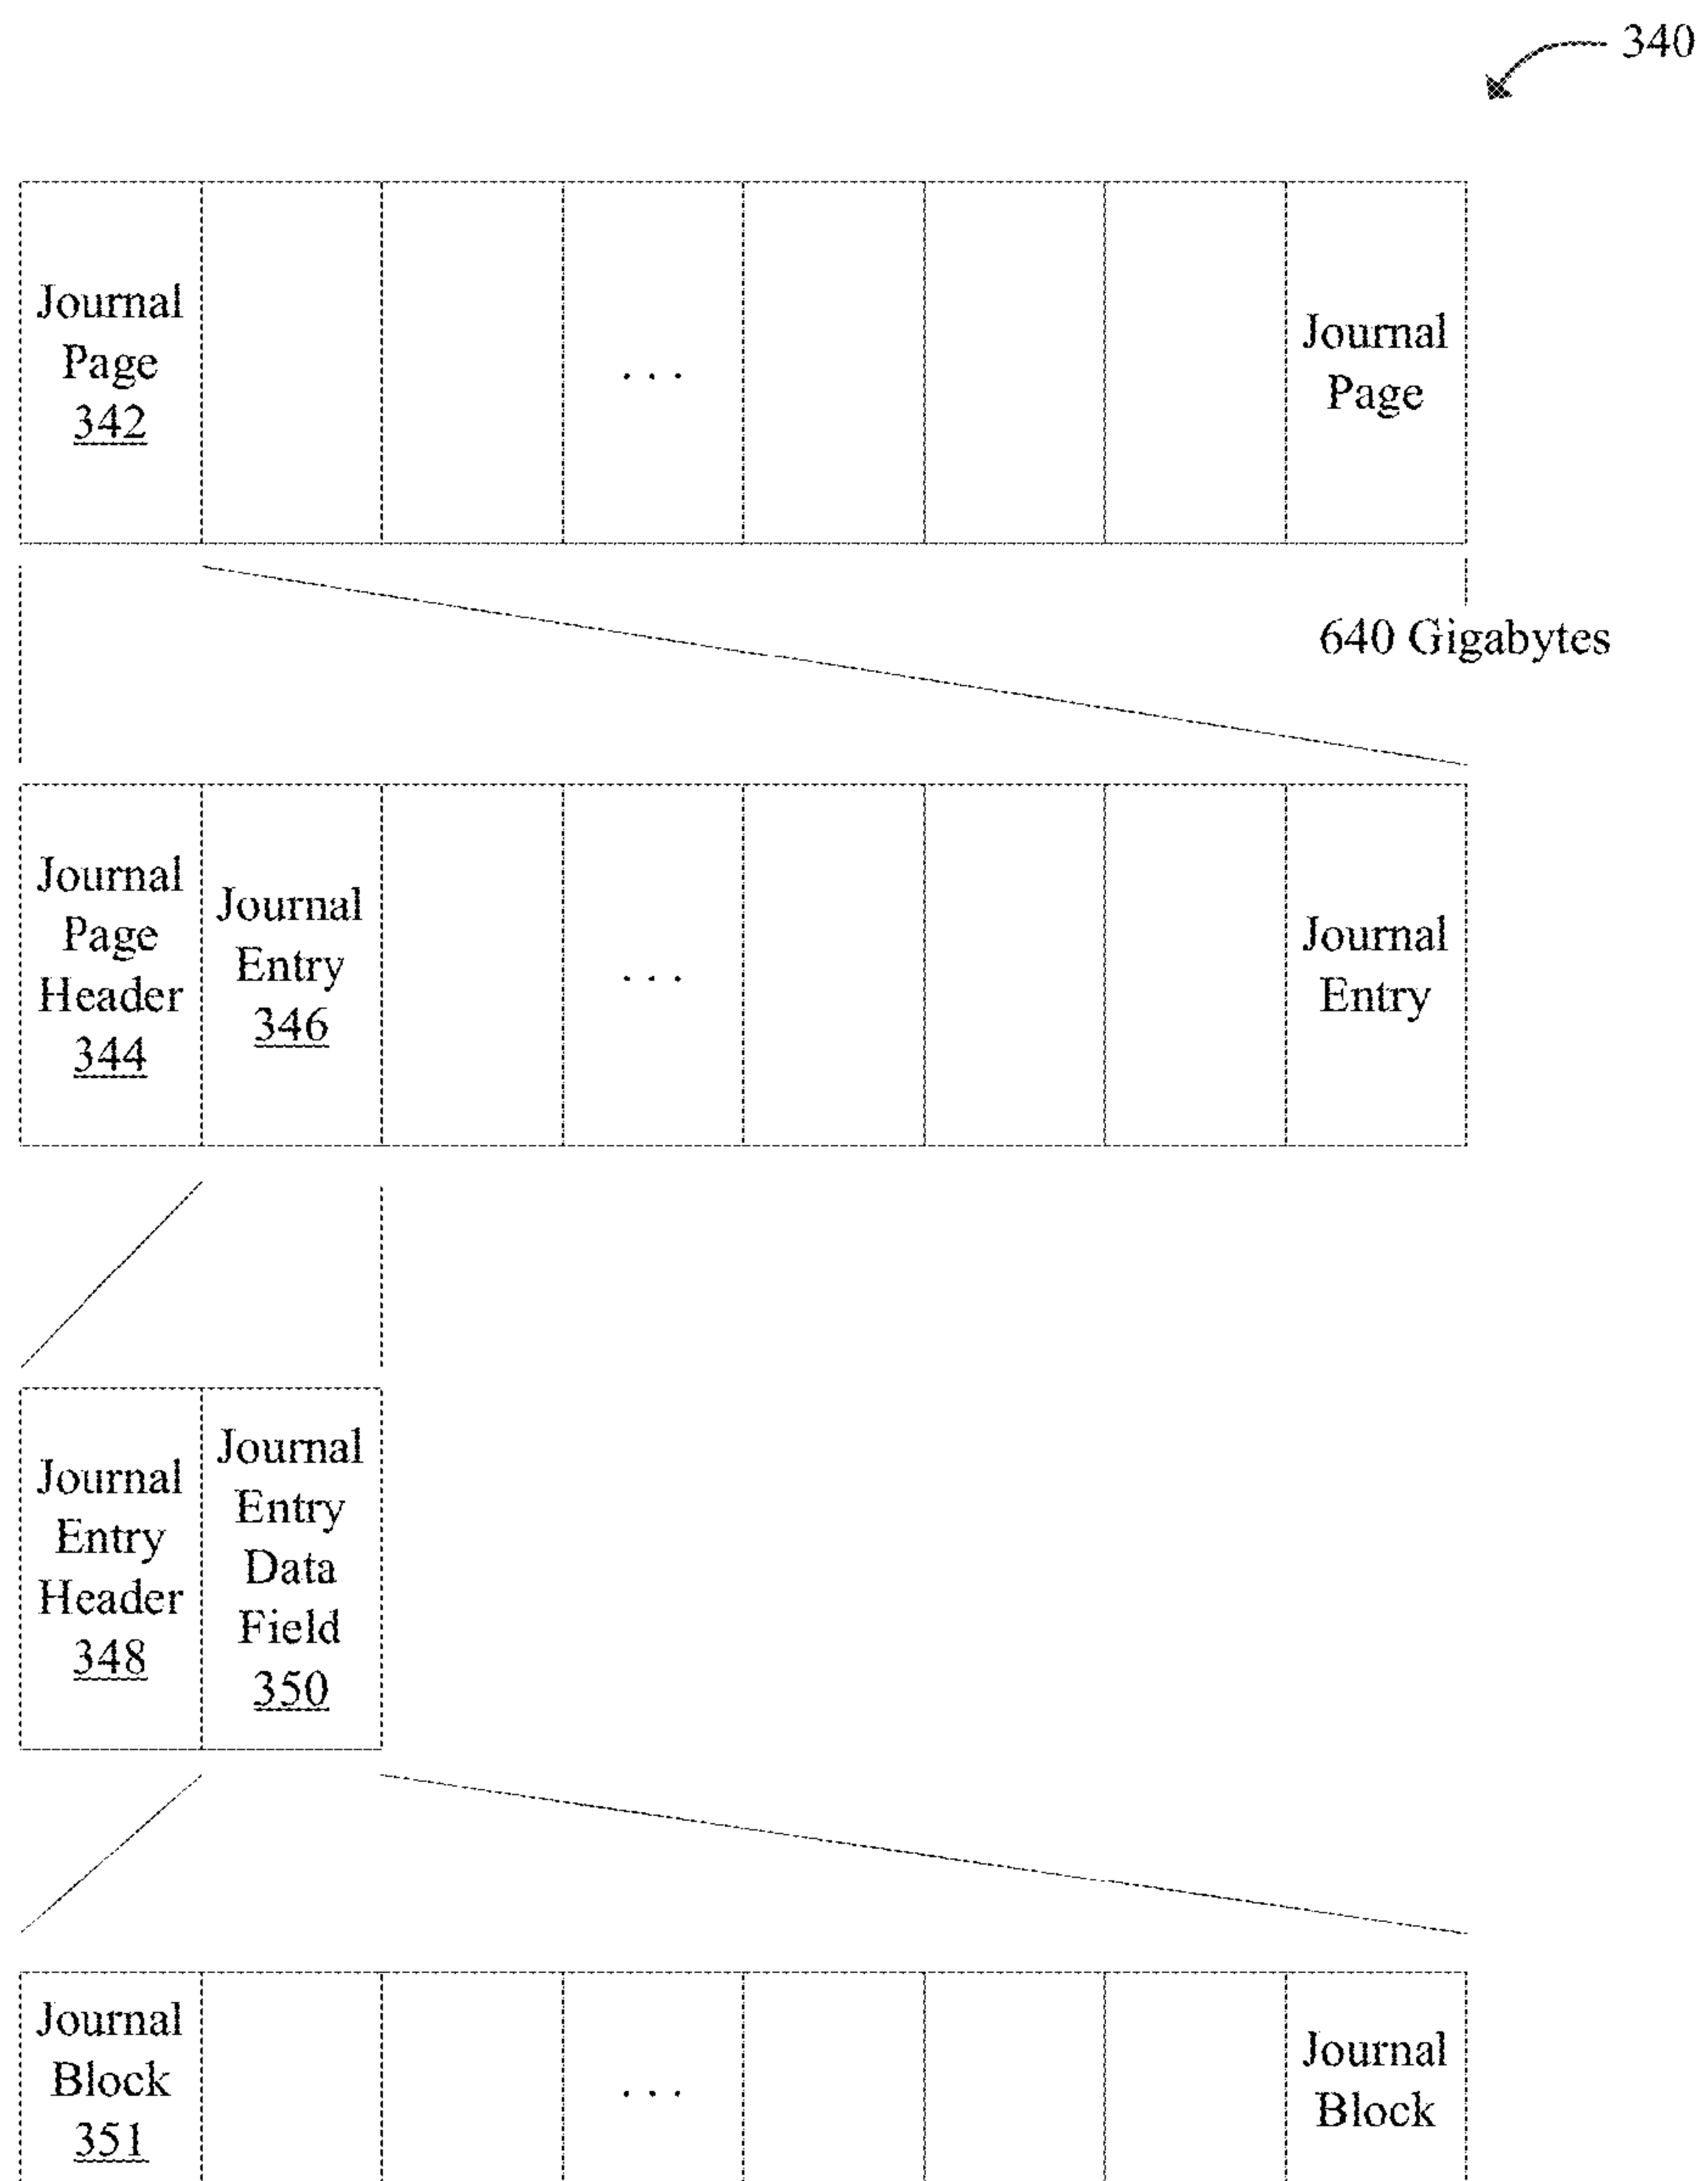 340
Journal
Page
342
. . .
Journal
Page
640 Gigabytes
Journal
Page
Header
344
Journal
Entry
346
. . .
Journal
Entry
Journal
Entry
Header
348
Journal
Entry
Data
Field
350
Journal
Block
351
. . .
Journal
Block